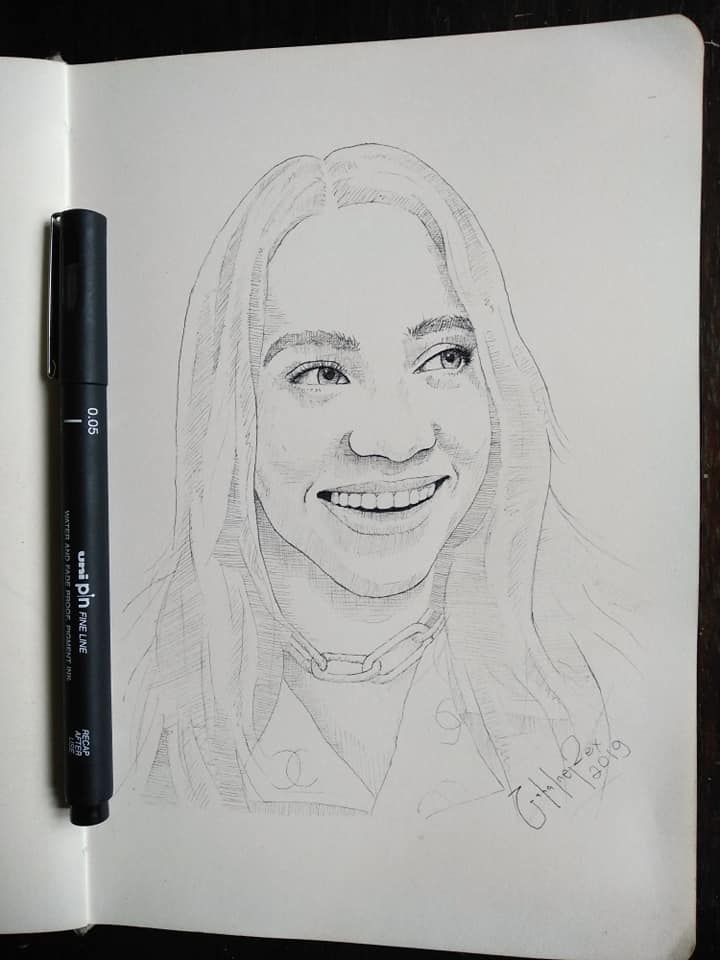 0.05
uni pin FINE LINE
WATER AND FADE PROOF, PIGMENT INK
RECAP
AFTER
USE
2019